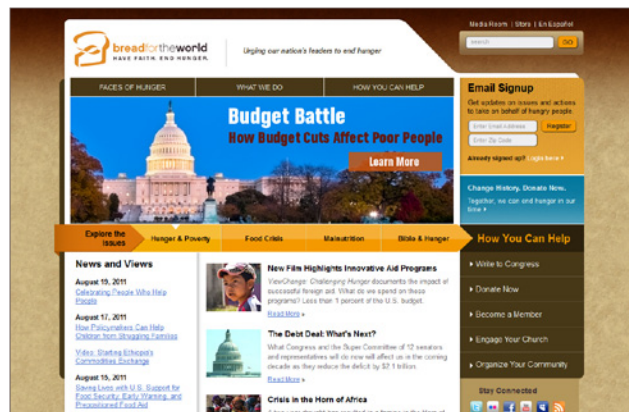 Media Room | Store | En Español
breadfortheworld
HAVE FAITH. END HUNGER.
Urging our nation's leaders to end hunger
search
GO
FACES OF HUNGER
WHAT WE DO
HOW YOU CAN HELP
Budget Battle
How Budget Cuts Affect Poor People
Learn More
Email Signup
Get updates on issues and actions
to take on behalf of hungry people.
Enter Email Address
Register
Enter Zip Code
Already signed up? Login here
Change History. Donate Now.
Together, we can end hunger in our
time
Explore the
Issues
Hunger & Poverty
Food Crisis
Malnutrition
Bible & Hunger
How You Can Help
Write to Congress
Donate Now
Become a Member
Engage Your Church
Organize Your Community
Stay Connected
News and Views
August 19, 2011
Celebrating People Who Help
People
August 17, 2011
How Policymakers Can Help
Children from Struggling Families
Video: Starting Ethiopia's
Commodities Exchange
August 15, 2011
Saving Lives with U.S. Support for
Food Security, Early Warning, and
Prepositioned Food Aid
New Film Highlights Innovative Aid Programs
ViewChange: Challenging Hunger documents the impact of
successful foreign aid. What do we spend on these
programs? Less than 1 percent of the U.S. budget.
Read More
The Debt Deal: What's Next?
What Congress and the Super Committee of 12 senators
and representatives will do now will affect us in the coming
decade as they reduce the deficit by $2.1 trillion.
Read More
Crisis in the Horn of Africa